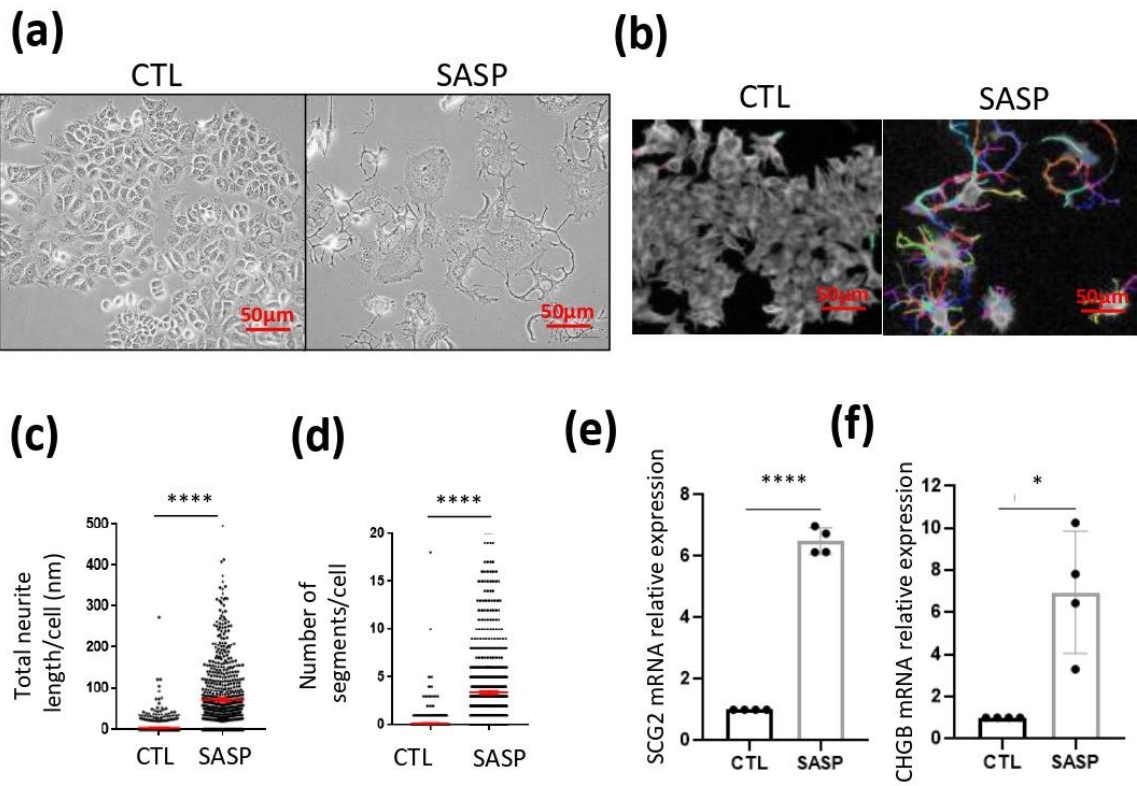 (a)
CTL
SASP
50µm
50µm
(b)
CTL
SASP
50µm
50µm
(c)
Total neurite
length/cell (nm)
500
300
200
100
0
****
CTL
SASP
(d)
Number of
segments/cell
20
15
10
5
0
****
CTL
SASP
(e)
SCG2 mRNA relative expression
8
6
4
2
0
****
CTL
SASP
(f)
CHGB mRNA relative expression
12
10
8
6
4
2
0
*
CTL
SASP